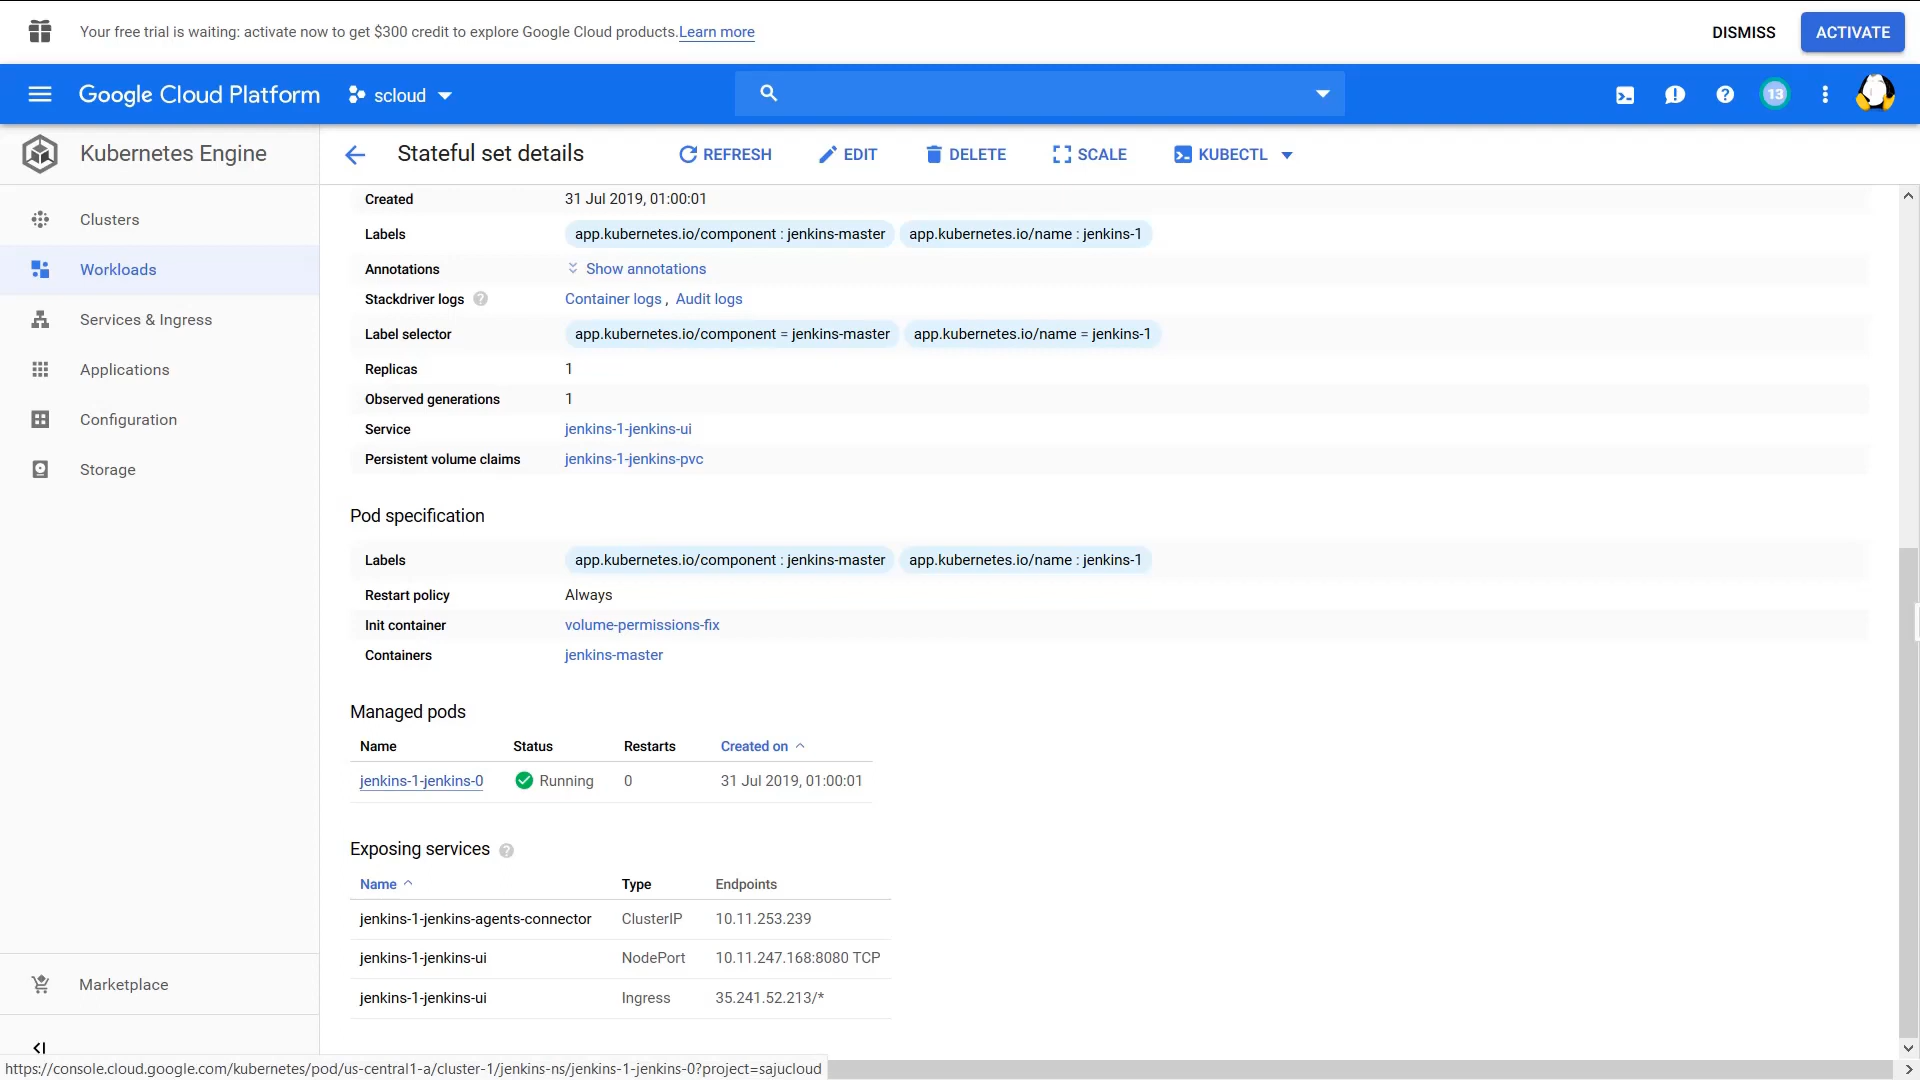 Your free trial is waiting: activate now to get $300 credit to explore Google Cloud products. Learn more
DISMISS
ACTIVATE
Google Cloud Platform
scloud
13
Kubernetes Engine
Stateful set details
REFRESH
EDIT
DELETE
SCALE
KUBECTL
Clusters
Workloads
Services & Ingress
Applications
Configuration
Storage
Marketplace
Created 31 Jul 2019, 01:00:01
Labels app.kubernetes.io/component : jenkins-master app.kubernetes.io/name : jenkins-1
Annotations Show annotations
Stackdriver logs ? Container logs , Audit logs
Label selector app.kubernetes.io/component = jenkins-master app.kubernetes.io/name = jenkins-1
Replicas 1
Observed generations 1
Service jenkins-1-jenkins-ui
Persistent volume claims jenkins-1-jenkins-pvc
Pod specification
Labels app.kubernetes.io/component : jenkins-master app.kubernetes.io/name : jenkins-1
Restart policy Always
Init container volume-permissions-fix
Containers jenkins-master
Managed pods
Name Status Restarts Created on
jenkins-1-jenkins-0 Running 0 31 Jul 2019, 01:00:01
Exposing services ?
Name Type Endpoints
jenkins-1-jenkins-agents-connector ClusterIP 10.11.253.239
jenkins-1-jenkins-ui NodePort 10.11.247.168:8080 TCP
jenkins-1-jenkins-ui Ingress 35.241.52.213/*
https://console.cloud.google.com/kubernetes/pod/us-central1-a/cluster-1/jenkins-ns/jenkins-1-jenkins-0?project=sajucloud